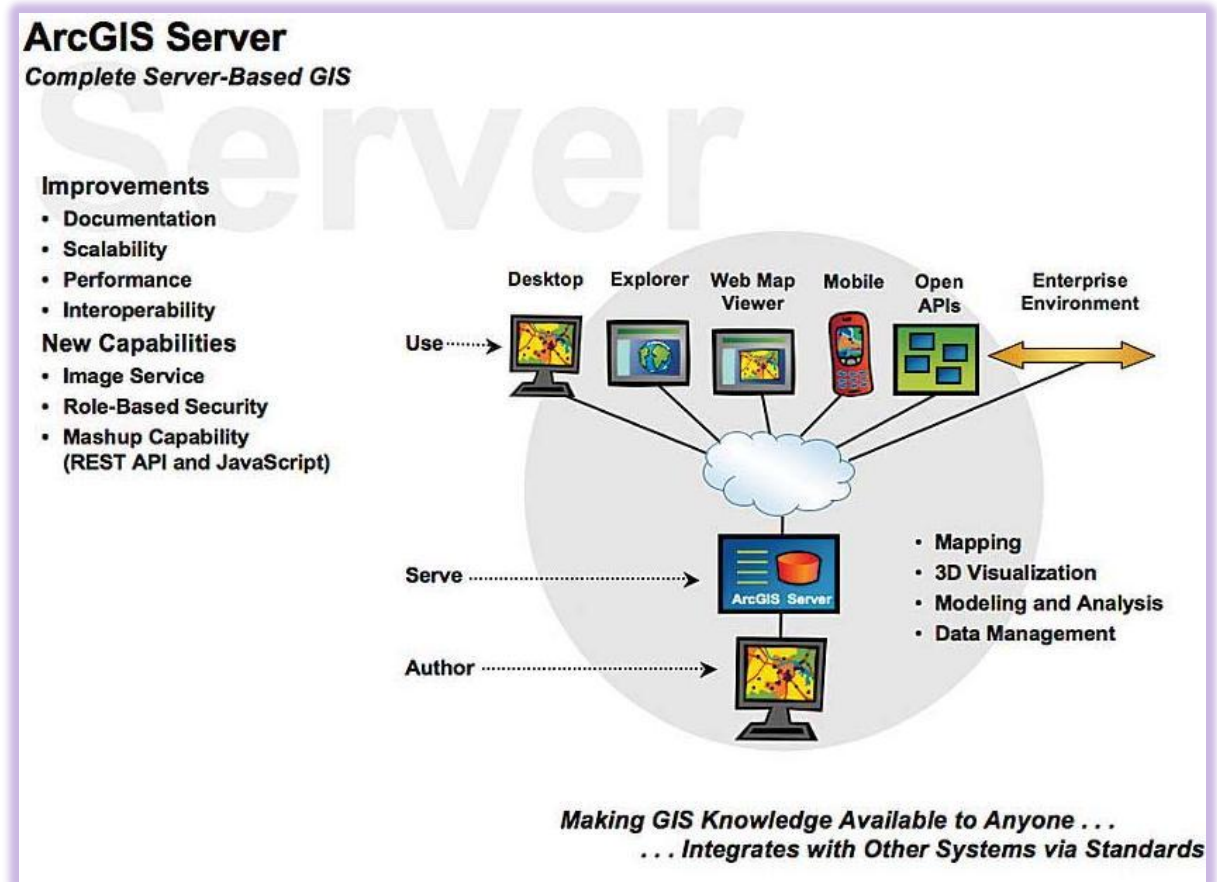 ArcGIS Server
Complete Server-Based GIS
Server
Improvements
• Documentation
• Scalability
• Performance
• Interoperability
New Capabilities
• Image Service
• Role-Based Security
• Mashup Capability
(REST API and JavaScript)
Desktop
Explorer
Web Map
Viewer
Mobile
Open
APIs
Enterprise
Environment
Use
Serve
ArcGIS Server
Author
• Mapping
• 3D Visualization
• Modeling and Analysis
• Data Management
Making GIS Knowledge Available to Anyone . . .
. . . Integrates with Other Systems via Standards